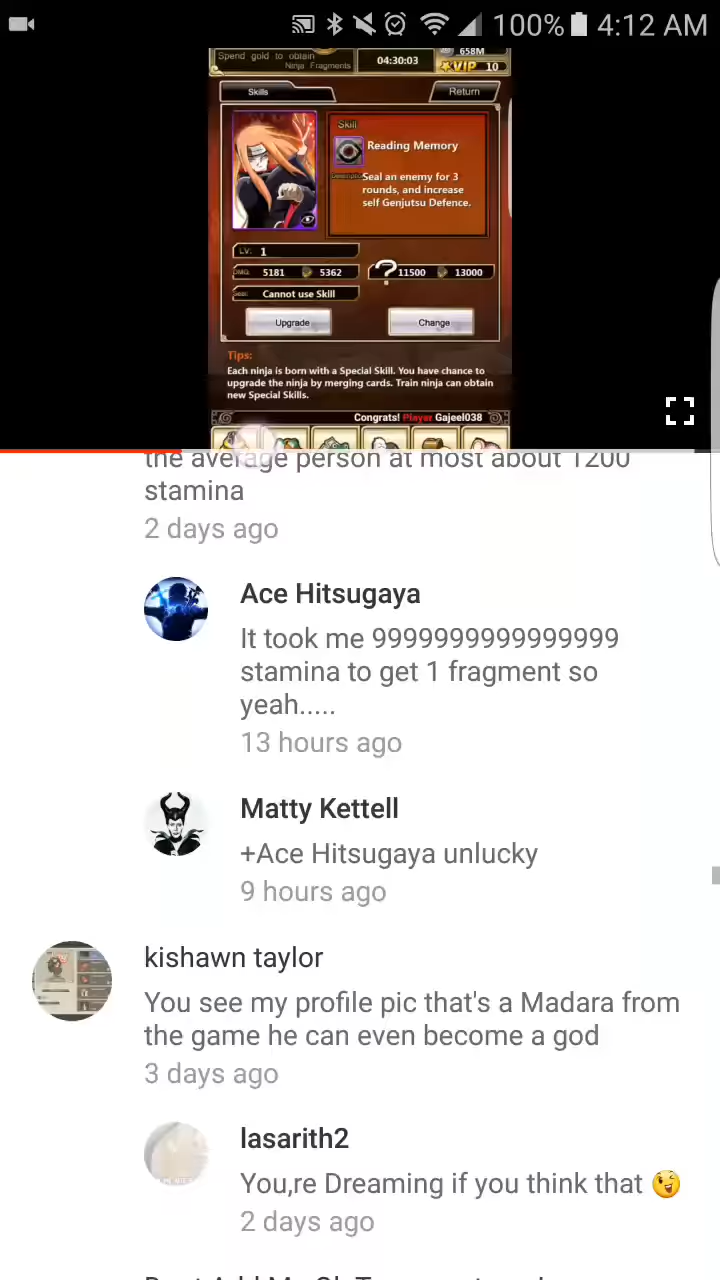 100% 4:12 AM
Spend gold to obtain
Ninja Fragments
04:30:03
658M
VIP 10
Skills
Return
Skill
Reading Memory
Seal an enemy for 3
rounds, and increase
self Genjutsu Defence.
LV: 1
5181 5362
? 11500 13000
Cannot use Skill
Upgrade
Change
Tips:
Each ninja is born with a Special Skill. You have chance to
upgrade the ninja by merging cards. Train ninja can obtain
new Special Skills.
Congrats! Player Gajeel038
the average person at most about 1200
stamina
2 days ago
Ace Hitsugaya
It took me 9999999999999999
stamina to get 1 fragment so
yeah.....
13 hours ago
Matty Kettell
+Ace Hitsugaya unlucky
9 hours ago
kishawn taylor
You see my profile pic that's a Madara from
the game he can even become a god
3 days ago
lasarith2
You,re Dreaming if you think that 😜
2 days ago